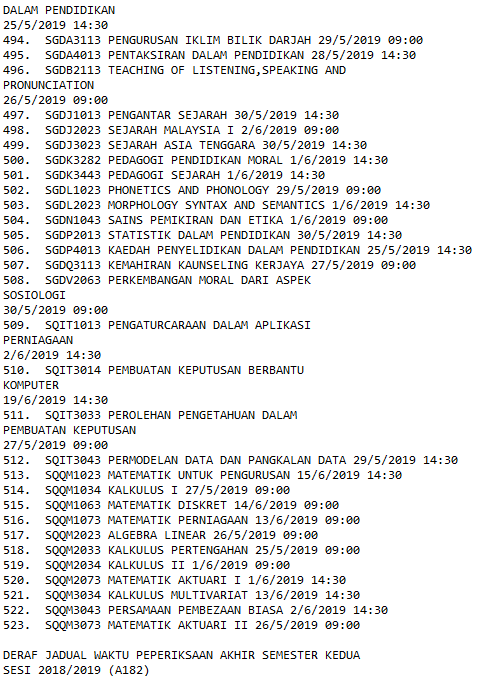 DALAM PENDIDIKAN
25/5/2019 14:30
494.  SGDA3113 PENGURUSAN IKLIM BILIK DARJAH 29/5/2019 09:00
495.  SGDA4013 PENTAKSIRAN DALAM PENDIDIKAN 28/5/2019 14:30
496.  SGDB2113 TEACHING OF LISTENING,SPEAKING AND
PRONUNCIATION
26/5/2019 09:00
497.  SGDJ1013 PENGANTAR SEJARAH 30/5/2019 14:30
498.  SGDJ2023 SEJARAH MALAYSIA I 2/6/2019 09:00
499.  SGDJ3023 SEJARAH ASIA TENGGARA 30/5/2019 14:30
500.  SGDK3282 PEDAGOGI PENDIDIKAN MORAL 1/6/2019 14:30
501.  SGDK3443 PEDAGOGI SEJARAH 1/6/2019 14:30
502.  SGDL1023 PHONETICS AND PHONOLOGY 29/5/2019 09:00
503.  SGDL2023 MORPHOLOGY SYNTAX AND SEMANTICS 1/6/2019 14:30
504.  SGDN1043 SAINS PEMIKIRAN DAN ETIKA 1/6/2019 09:00
505.  SGDP2013 STATISTIK DALAM PENDIDIKAN 30/5/2019 14:30
506.  SGDP4013 KAEDAH PENYELIDIKAN DALAM PENDIDIKAN 25/5/2019 14:30
507.  SGDQ3113 KEMAHIRAN KAUNSELING KERJAYA 27/5/2019 09:00
508.  SGDV2063 PERKEMBANGAN MORAL DARI ASPEK
SOSIOLOGI
30/5/2019 09:00
509.  SQIT1013 PENGATURCARAAN DALAM APLIKASI
PERNIAGAAN
2/6/2019 14:30
510.  SQIT3014 PEMBUATAN KEPUTUSAN BERBANTU
KOMPUTER
19/6/2019 14:30
511.  SQIT3033 PEROLEHAN PENGETAHUAN DALAM
PEMBUATAN KEPUTUSAN
27/5/2019 09:00
512.  SQIT3043 PERMODELAN DATA DAN PANGKALAN DATA 29/5/2019 14:30
513.  SQQM1023 MATEMATIK UNTUK PENGURUSAN 15/6/2019 14:30
514.  SQQM1034 KALKULUS I 27/5/2019 09:00
515.  SQQM1063 MATEMATIK DISKRET 14/6/2019 09:00
516.  SQQM1073 MATEMATIK PERNIAGAAN 13/6/2019 09:00
517.  SQQM2023 ALGEBRA LINEAR 26/5/2019 09:00
518.  SQQM2033 KALKULUS PERTENGAHAN 25/5/2019 09:00
519.  SQQM2034 KALKULUS II 1/6/2019 09:00
520.  SQQM2073 MATEMATIK AKTUARI I 1/6/2019 14:30
521.  SQQM3034 KALKULUS MULTIVARIAT 13/6/2019 14:30
522.  SQQM3043 PERSAMAAN PEMBEZAAN BIASA 2/6/2019 14:30
523.  SQQM3073 MATEMATIK AKTUARI II 26/5/2019 09:00
DERAF JADUAL WAKTU PEPERIKSAAN AKHIR SEMESTER KEDUA
SESI 2018/2019 (A182)